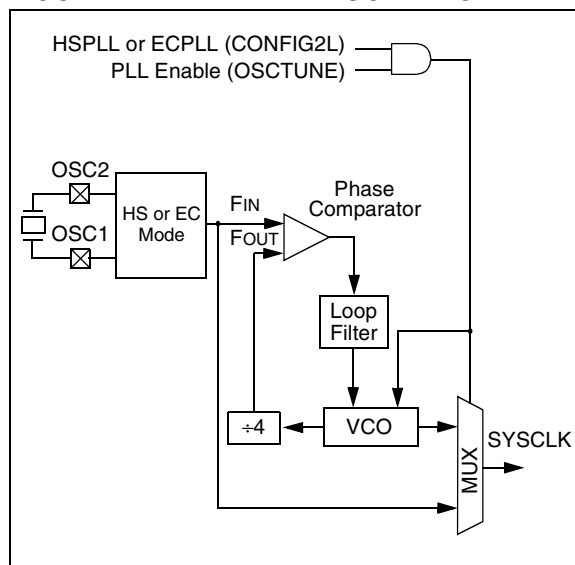 HSPLL or ECPLL (CONFIG2L)
PLL Enable (OSCTUNE)
OSC2
OSC1
HS or EC
Mode
FIN
FOUT
Phase
Comparator
Loop
Filter
÷4
VCO
MUX
SYSCLK